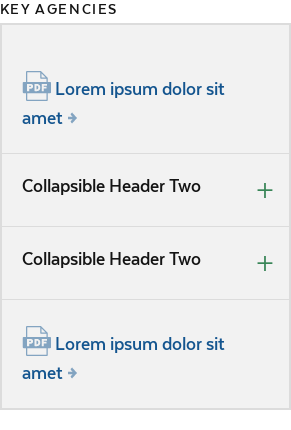 KEY AGENCIES
PDF Lorem ipsum dolor sit
amet →
Collapsible Header Two +
Collapsible Header Two +
PDF Lorem ipsum dolor sit
amet →